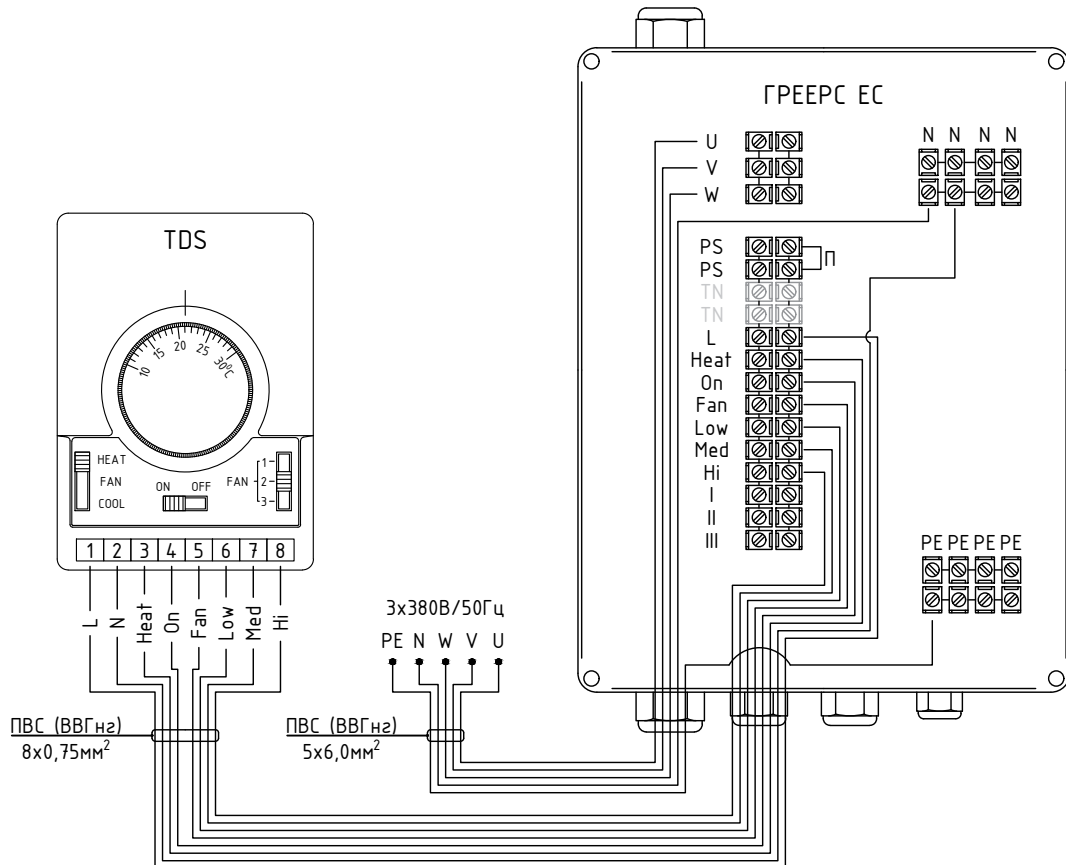 ГРЕЕРС ЕС
U
V
W
N N N N
PS
PS
П
TN
TN
L
Heat
On
Fan
Low
Med
Hi
I
II
III
PE PE PE PE
TDS
10 15 20 25 30°C
HEAT
FAN
COOL
ON OFF
FAN
1
2
3
1 2 3 4 5 6 7 8
L N Heat On Fan Low Med Hi
3х380В/50Гц
PE N W V U
ПВС (ВВГнг)
8х0,75мм²
ПВС (ВВГнг)
5х6,0мм²